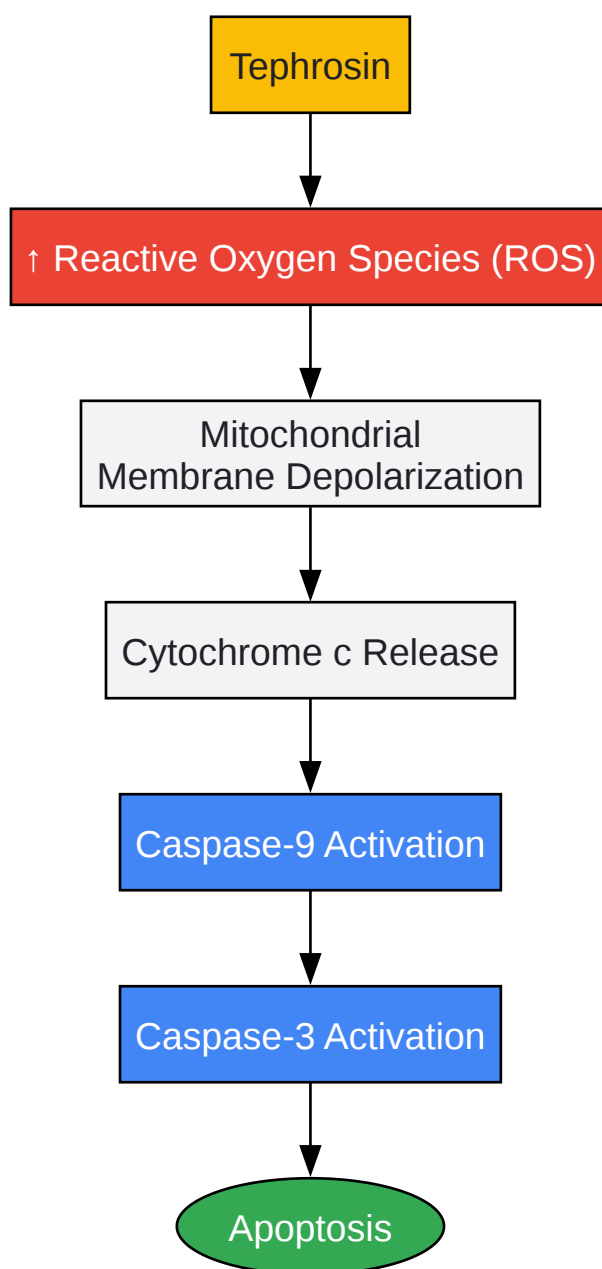 Tephrosin
↑ Reactive Oxygen Species (ROS)
Mitochondrial
Membrane Depolarization
Cytochrome c Release
Caspase-9 Activation
Caspase-3 Activation
Apoptosis